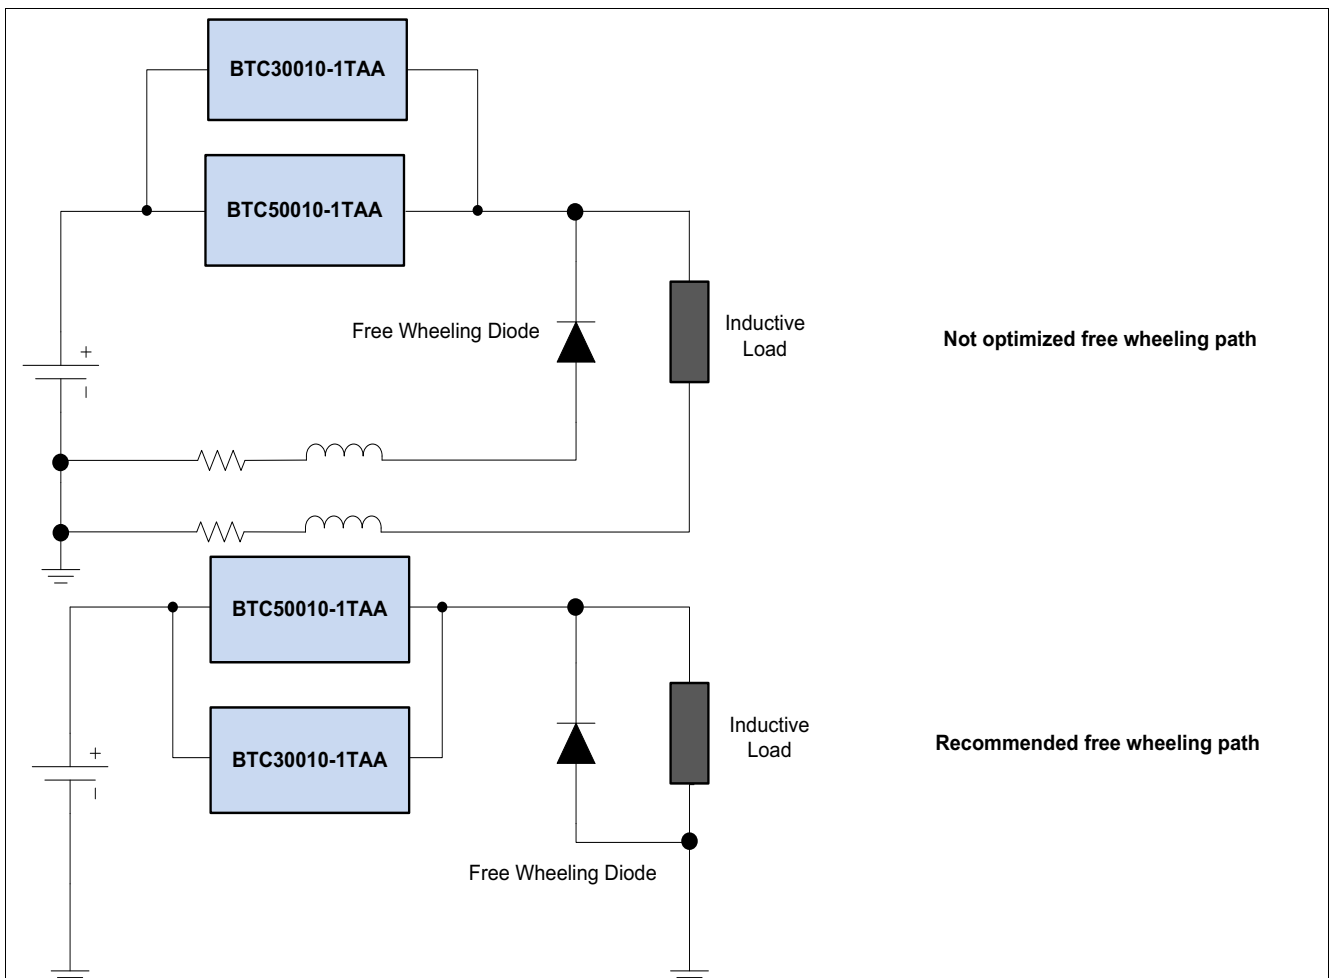 BTC30010-1TAA
BTC50010-1TAA
Free Wheeling Diode
Inductive
Load
Not optimized free wheeling path
+
−
BTC50010-1TAA
BTC30010-1TAA
Inductive
Load
Recommended free wheeling path
+
−
Free Wheeling Diode